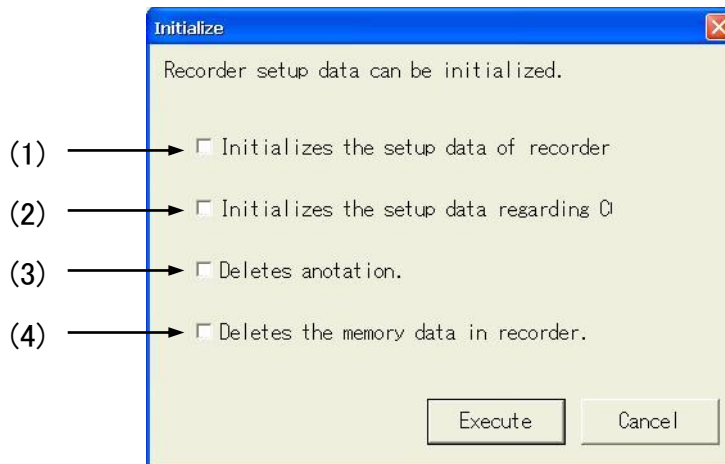 Initialize
Recorder setup data can be initialized.
(1) Initializes the setup data of recorder
(2) Initializes the setup data regarding
(3) Deletes anotation.
(4) Deletes the memory data in recorder.
Execute Cancel